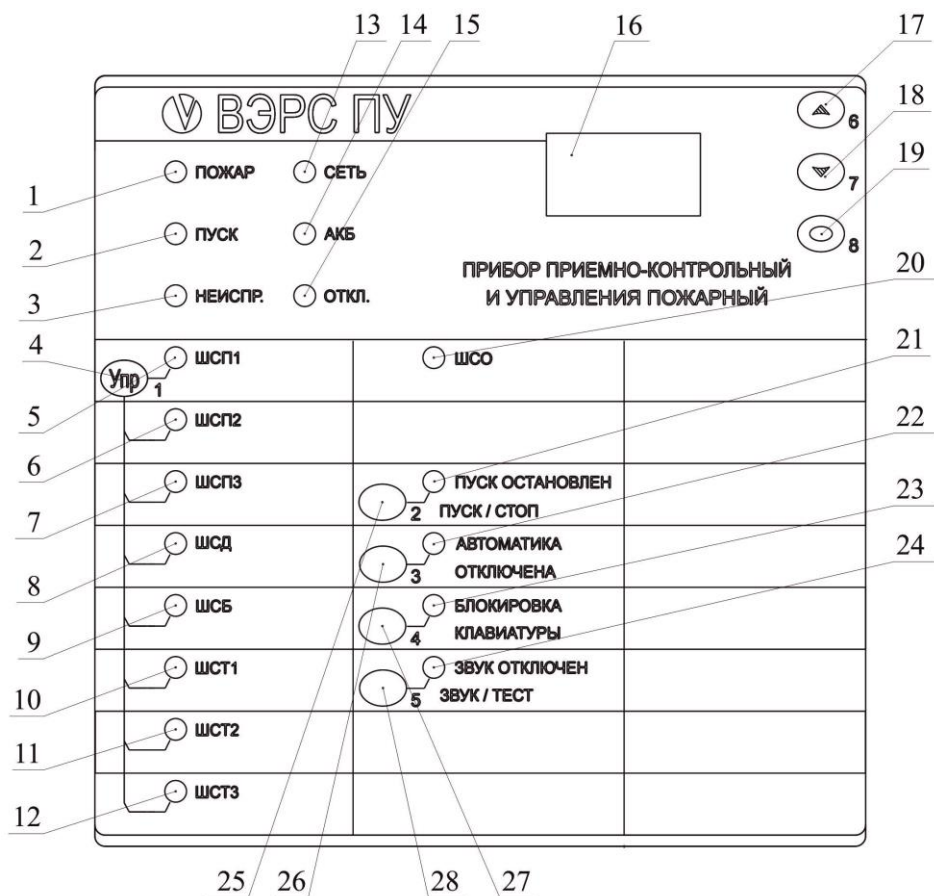 13 14 15 16 17
ВЭРС ПУ
6
18
1 ПОЖАР СЕТЬ
7
19
2 ПУСК АКБ
8
ПРИБОР ПРИЕМНО-КОНТРОЛЬНЫЙ
20
3 НЕИСПР. ОТКЛ.
И УПРАВЛЕНИЯ ПОЖАРНЫЙ
21
4 Упр 1 ШСП1 ШСО
5
22
ШСП2
6
23
7 ШСП3 ПУСК ОСТАНОВЛЕН
2 ПУСК / СТОП
24
8 ШСД АВТОМАТИКА
3 ОТКЛЮЧЕНА
9 ШСБ БЛОКИРОВКА
4 КЛАВИАТУРЫ
10 ШСТ1 ЗВУК ОТКЛЮЧЕН
5 ЗВУК / ТЕСТ
11 ШСТ2
12 ШСТ3
25 26 28 27